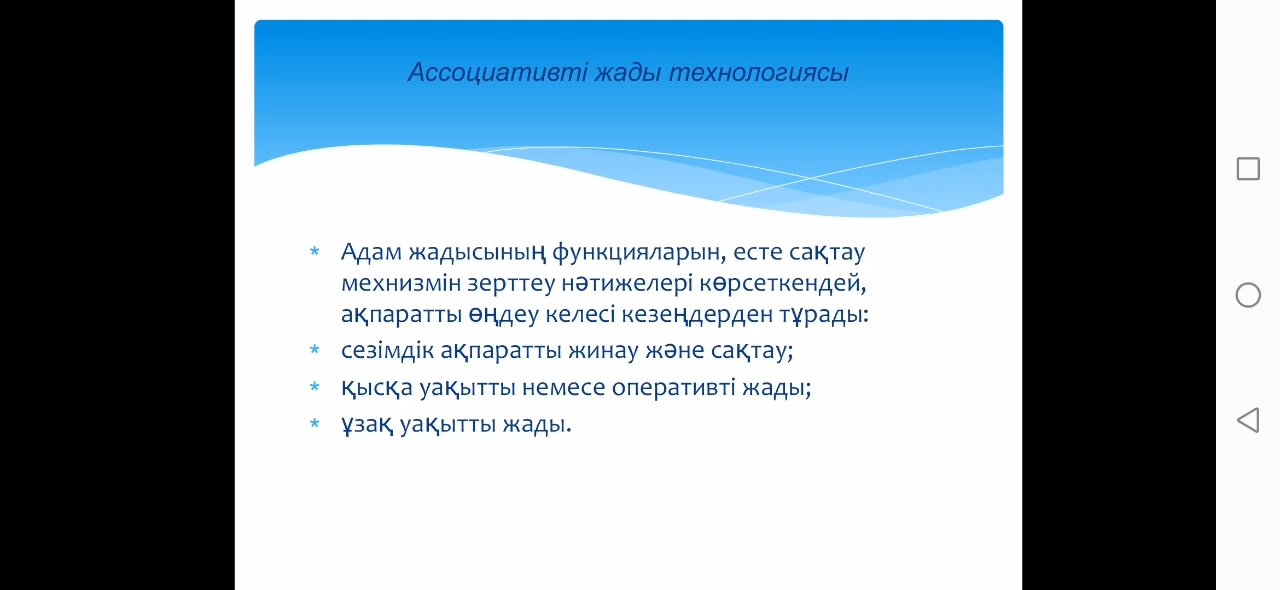 Ассоциативті жады технологиясы
* Адам жадысының функцияларын, есте сақтау
мехнизмін зерттеу нәтижелері көрсеткендей,
ақпаратты өңдеу келесі кезеңдерден тұрады:
* сезімдік ақпаратты жинау және сақтау;
* қысқа уақытты немесе оперативті жады;
* ұзақ уақытты жады.